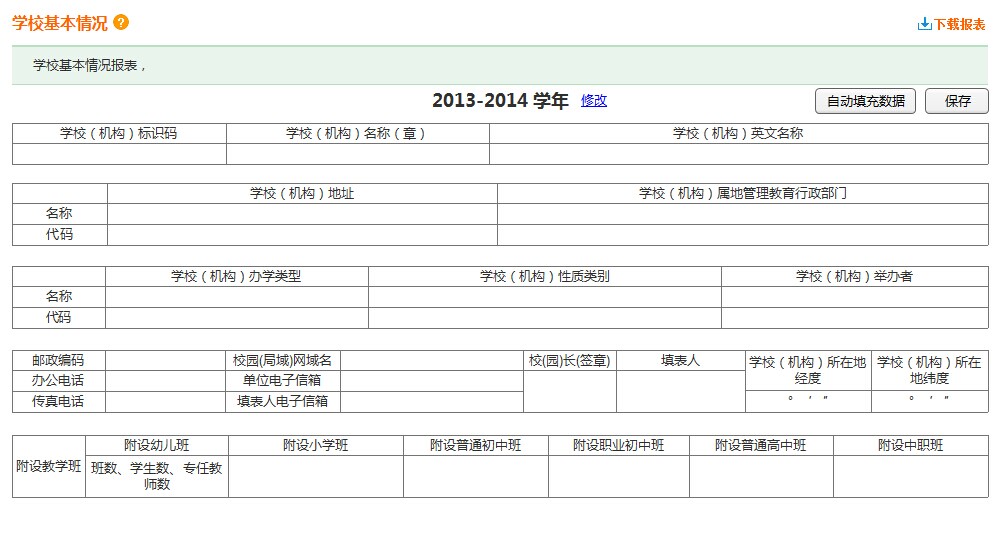 学校基本情况 ?
下载报表
学校基本情况报表，
2013-2014 学年 修改 自动填充数据 保存
学校（机构）标识码 学校（机构）名称（章） 学校（机构）英文名称
学校（机构）地址 学校（机构）属地管理教育行政部门
名称
代码
学校（机构）办学类型 学校（机构）性质类别 学校（机构）举办者
名称
代码
邮政编码 校园(局域)网域名 校(园)长(签章) 填表人 学校（机构）所在地经度 学校（机构）所在地纬度
办公电话 单位电子信箱
传真电话 填表人电子信箱 ° ′ ″ ° ′ ″
附设教学班 附设幼儿班 附设小学班 附设普通初中班 附设职业初中班 附设普通高中班 附设中职班
班数、学生数、专任教
师数